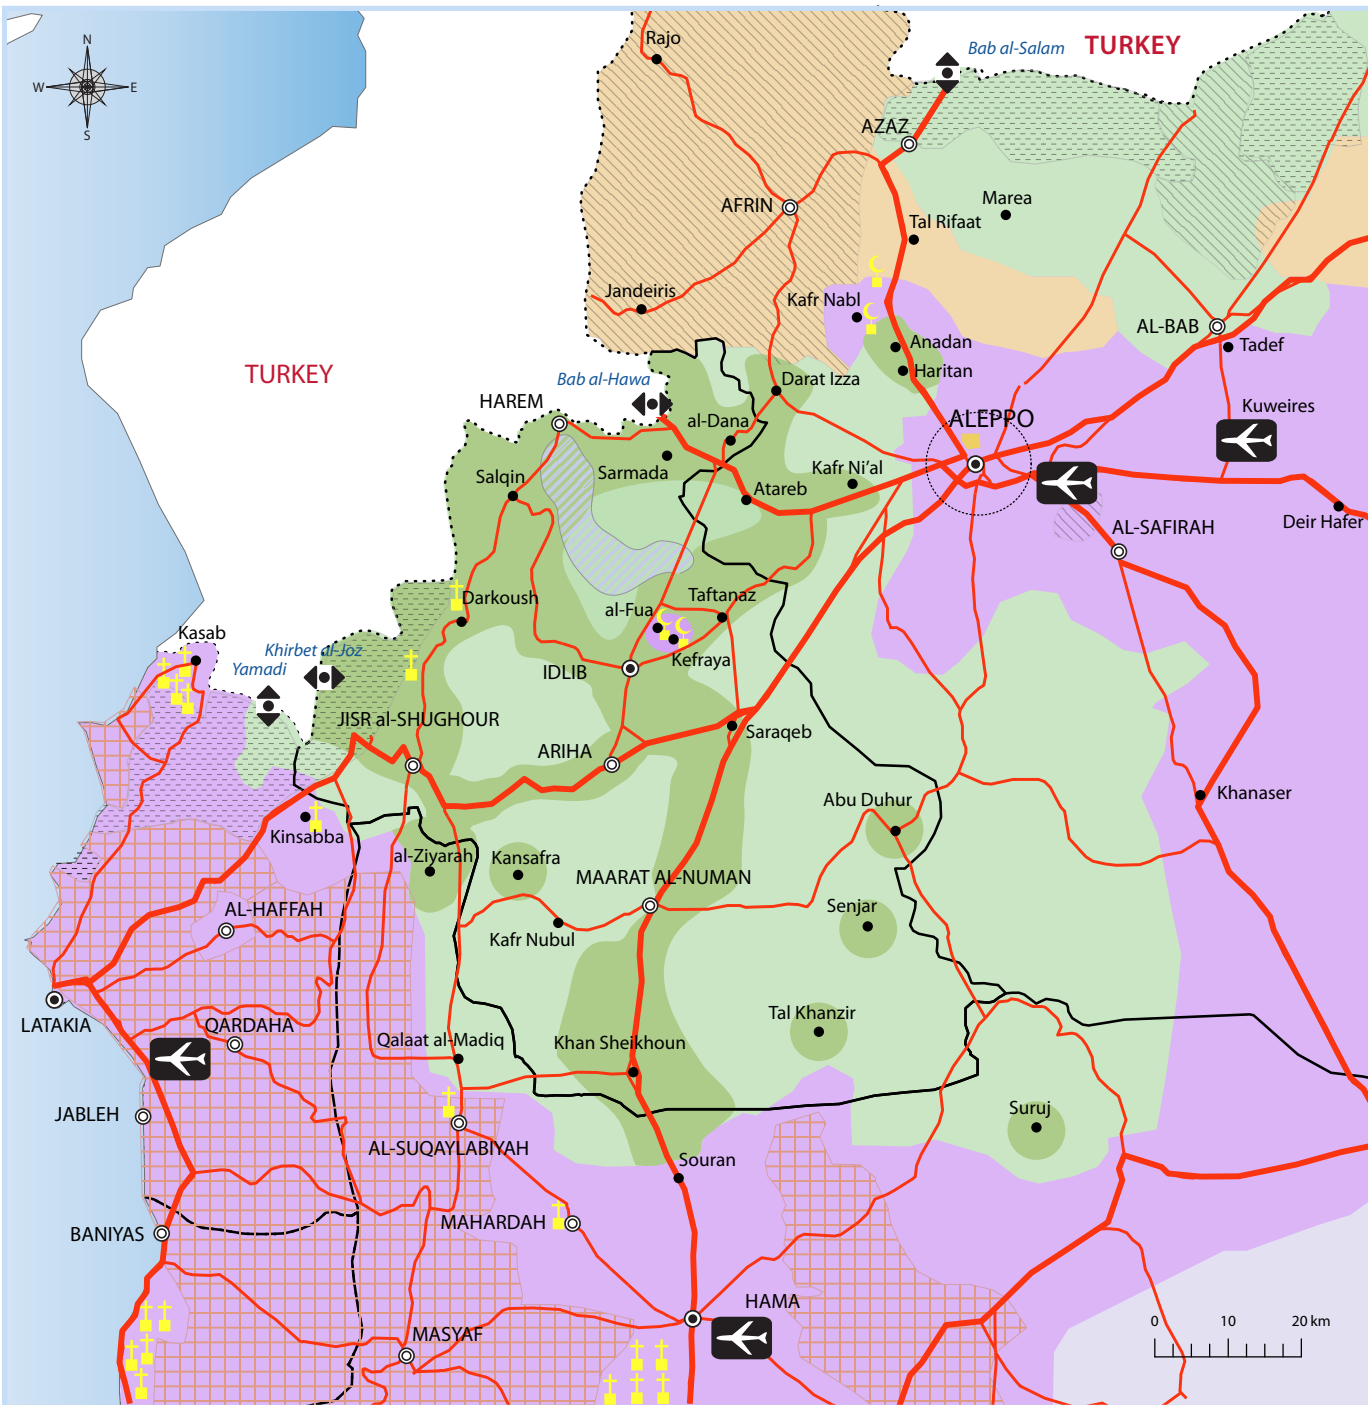 Rajo
N
W
E
S
Bab al-Salam
TURKEY
AZAZ
Marea
AFRIN
Tal Rifaat
Jandeiris
Kafr Nabl
AL-BAB
Tadef
Anadan
Haritan
TURKEY
Bab al-Hawa
Darat Izza
HAREM
al-Dana
ALEPPO
Kuweires
Salqin
Sarmada
Kafr Ni'al
Atareb
Deir Hafer
AL-SAFIRAH
Darkoush
al-Fua
Taftanaz
Kasab
Khirbet al-Joz
Yamadi
IDLIB
Kefraya
JISR al-SHUGHOUR
Saraqeb
ARIHA
Abu Duhur
Khanaser
Kinsabba
al-Ziyarah
Kansafra
MAARAT AL-NUMAN
AL-HAFFAH
Senjar
Kafr Nubul
LATAKIA
QARDAHA
Tal Khanzir
Qalaat al-Madiq
Khan Sheikhoun
JABLEH
Suruj
AL-SUQAYLABIYAH
Souran
MAHARDAH
BANIYAS
HAMA
MASYAF
0 10 20 km